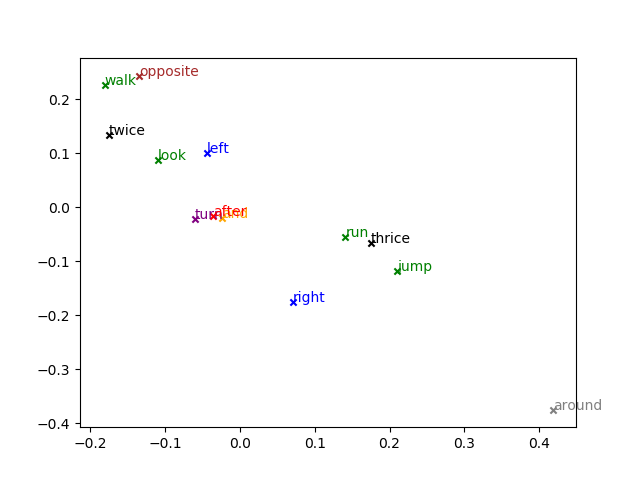 opposite
walk
0.2
twice
left
look
0.1
after
and
turn
0.0
run
thrice
jump
−0.1
right
−0.2
−0.3
around
−0.4
−0.2 −0.1 0.0 0.1 0.2 0.3 0.4